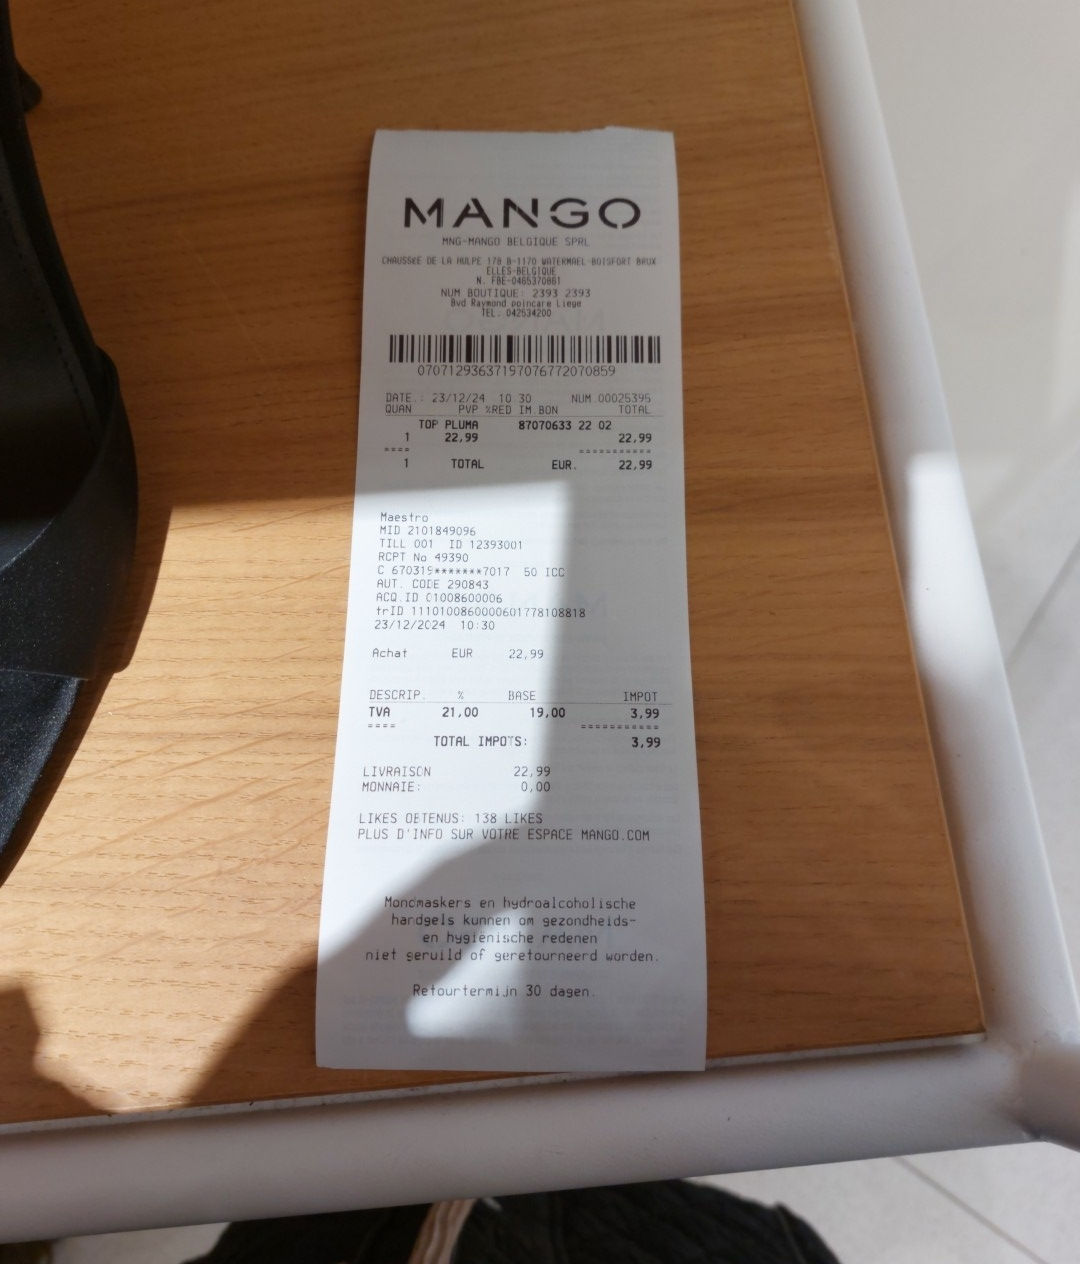 MANGO
MNG-MANGO BELGIQUE SPRL
CHAUSSEE DE LA HULPE 178 B-1170 WATERMAEL-BOISFORT BRUX
ELLES-BELGIQUE
N. FBE-0465370861
NUM BOUTIQUE: 2393 2393
Bvd Raymond poincare Liege
TEL. 042534200
07071293637197076772070859
DATE.: 23/12/24 10.30 NUM.00025395
QUAN PVP %RED IM.BON TOTAL
TOP PLUMA 87070633 22 02
1 22,99 22,99
==== ===========
1 TOTAL EUR. 22,99
Maestro
MID 2101849096
TILL 001 ID 12393001
RCPT No 49390
C 670319*******7017 50 ICC
AUT. CODE 290843
ACQ.ID 01008600006
trID 1110100860000601778108818
23/12/2024 10:30
Achat EUR 22,99
DESCRIP. % BASE IMPOT
TVA 21,00 19,00 3,99
==== ===========
TOTAL IMPOTS: 3,99
LIVRAISON 22,99
MONNAIE: 0,00
LIKES OBTENUS: 138 LIKES
PLUS D'INFO SUR VOTRE ESPACE MANGO.COM
Mondmaskers en hydroalcoholische
handgels kunnen om gezondheids-
en hygienische redenen
niet geruild of geretourneerd worden.
Retourtermijn 30 dagen.